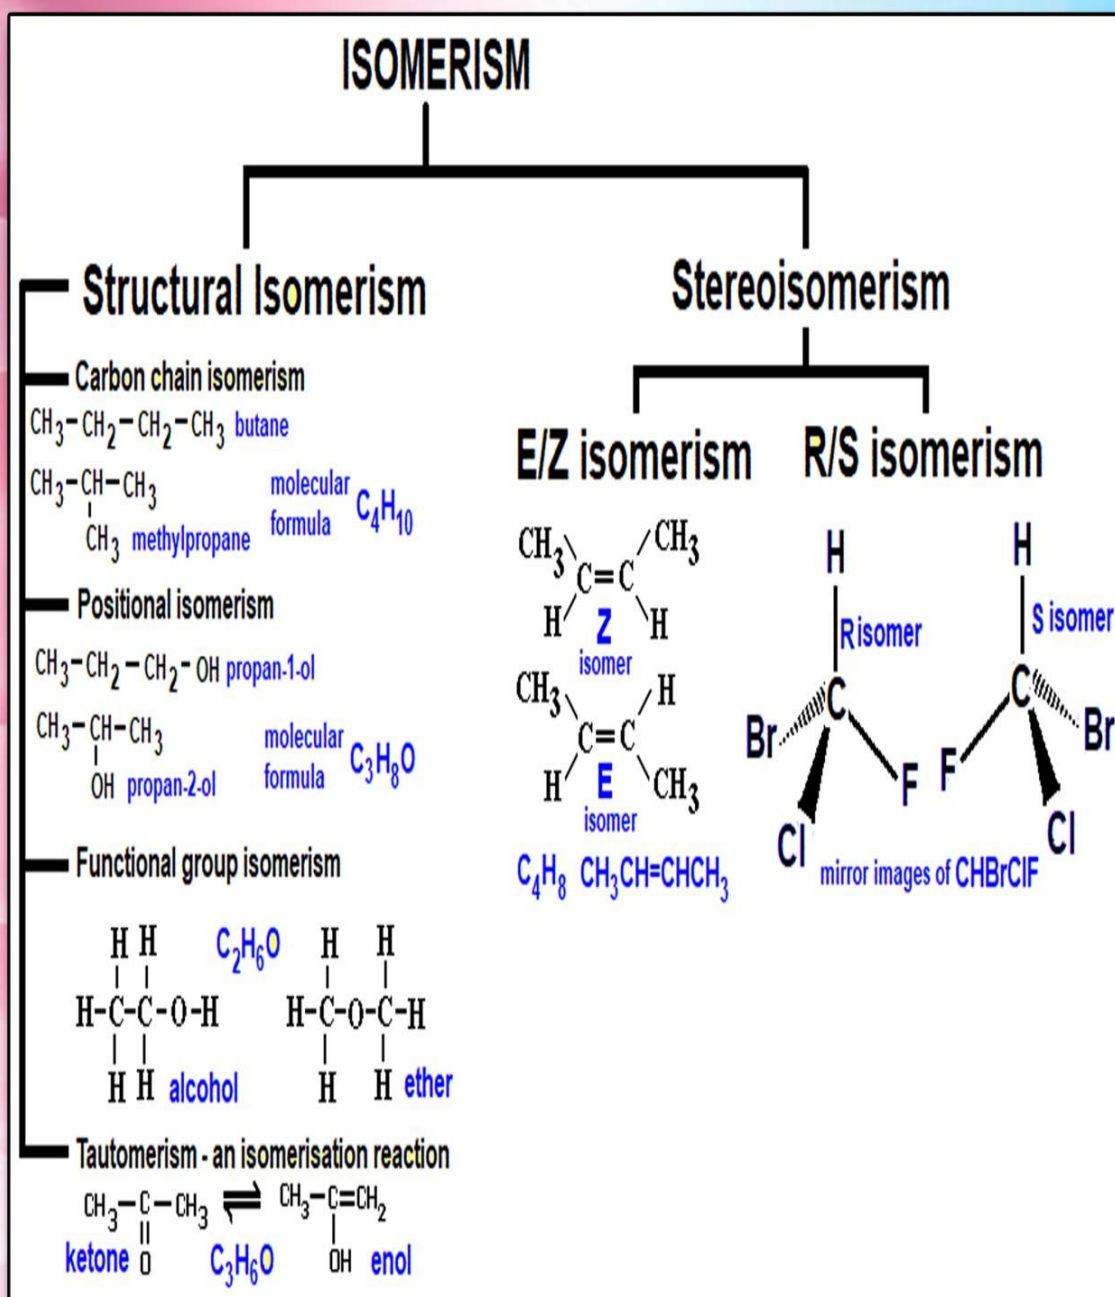 ISOMERISM
Structural Isomerism
Carbon chain isomerism
CH3-CH2-CH2-CH3 butane
CH3-CH-CH3
CH3 methylpropane
molecular
formula C4H10
Positional isomerism
CH3-CH2-CH2-OH propan-1-ol
CH3-CH-CH3
OH propan-2-ol
molecular
formula C3H8O
Functional group isomerism
H H
C2H6O
H H
H-C-C-O-H
H-C-O-C-H
H H alcohol
H H ether
Tautomerism - an isomerisation reaction
CH3-C-CH3 ⇌ CH3-C=CH2
ketone O C3H6O OH enol
Stereoisomerism
E/Z isomerism
CH3 CH3
C=C
H Z H
isomer
CH3 H
C=C
H E CH3
isomer
C4H8 CH3CH=CHCH3
R/S isomerism
H H
R isomer S isomer
C C
Br F F Br
Cl Cl
mirror images of CHBrClF